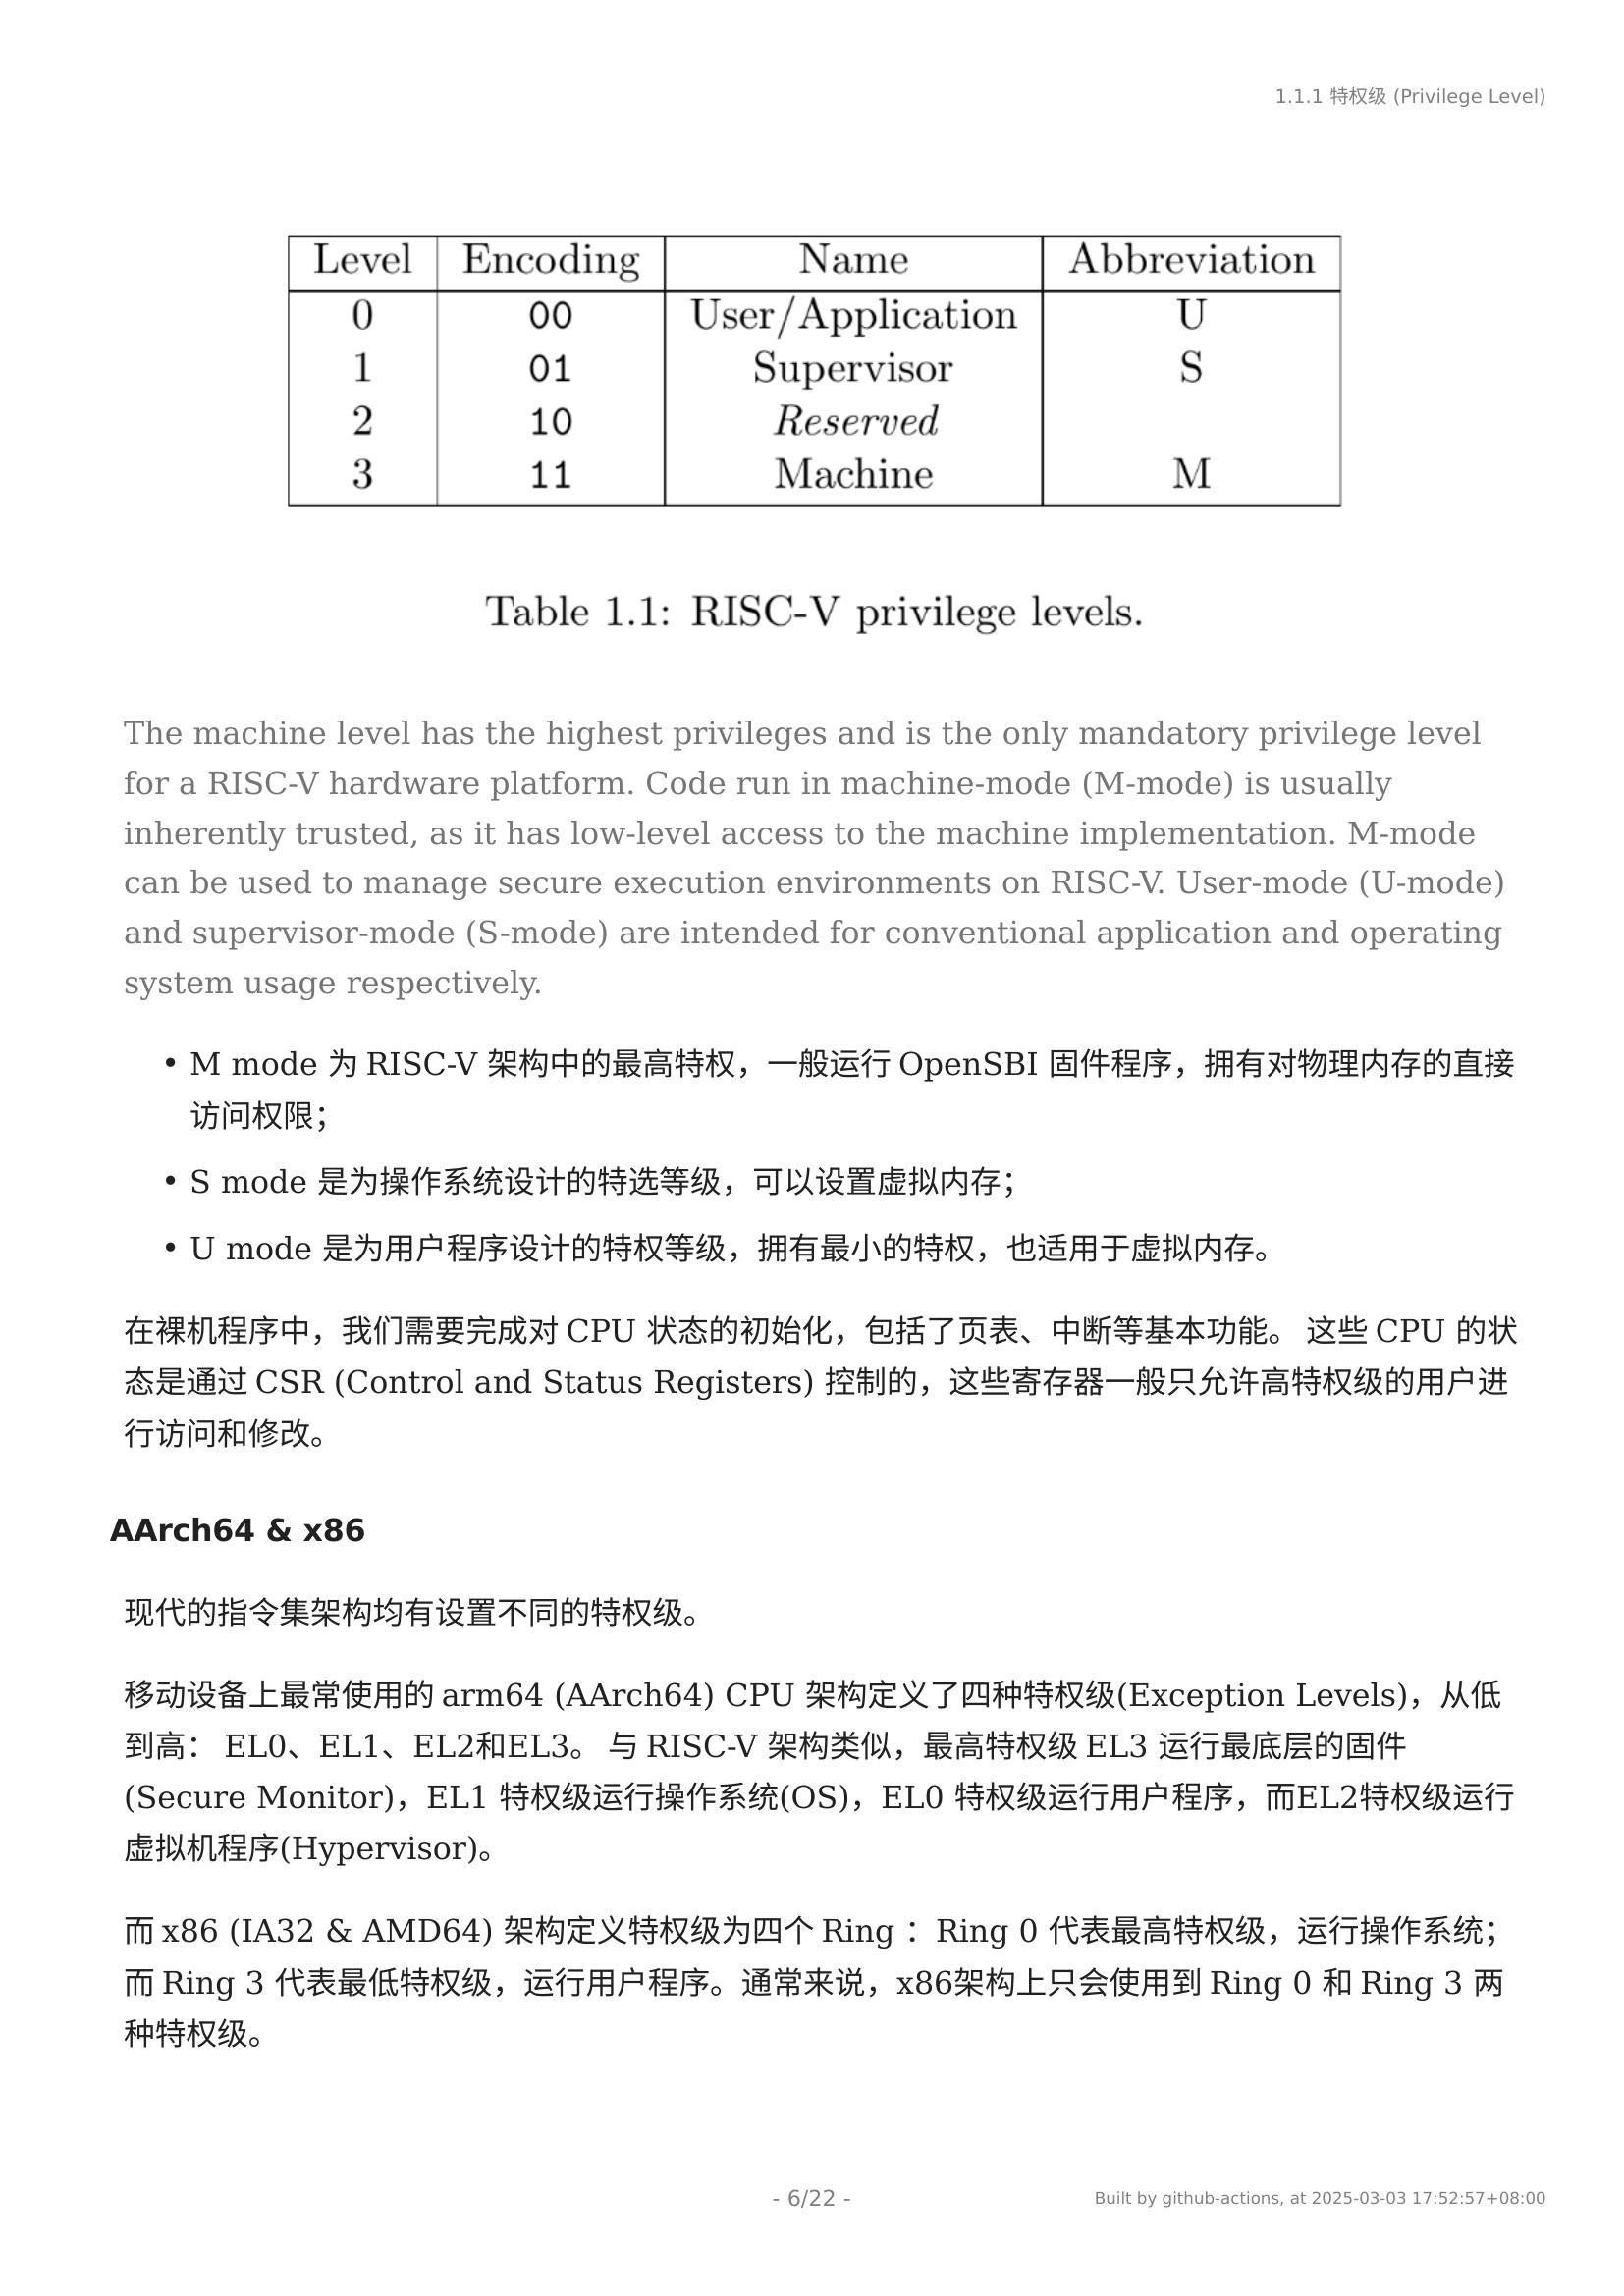 1.1.1 特权级 (Privilege Level)
Level Encoding Name Abbreviation
0 00 User/Application U
1 01 Supervisor S
2 10 Reserved
3 11 Machine M
Table 1.1: RISC-V privilege levels.
The machine level has the highest privileges and is the only mandatory privilege level
for a RISC-V hardware platform. Code run in machine-mode (M-mode) is usually
inherently trusted, as it has low-level access to the machine implementation. M-mode
can be used to manage secure execution environments on RISC-V. User-mode (U-mode)
and supervisor-mode (S-mode) are intended for conventional application and operating
system usage respectively.
• M mode 为 RISC-V 架构中的最高特权，一般运行 OpenSBI 固件程序，拥有对物理内存的直接
访问权限；
• S mode 是为操作系统设计的特选等级，可以设置虚拟内存；
• U mode 是为用户程序设计的特权等级，拥有最小的特权，也适用于虚拟内存。
在裸机程序中，我们需要完成对 CPU 状态的初始化，包括了页表、中断等基本功能。 这些 CPU 的状
态是通过 CSR (Control and Status Registers) 控制的，这些寄存器一般只允许高特权级的用户进
行访问和修改。
AArch64 & x86
现代的指令集架构均有设置不同的特权级。
移动设备上最常使用的 arm64 (AArch64) CPU 架构定义了四种特权级(Exception Levels)，从低
到高： EL0、EL1、EL2和EL3。 与 RISC-V 架构类似，最高特权级 EL3 运行最底层的固件
(Secure Monitor)，EL1 特权级运行操作系统(OS)，EL0 特权级运行用户程序，而EL2特权级运行
虚拟机程序(Hypervisor)。
而 x86 (IA32 & AMD64) 架构定义特权级为四个 Ring ：Ring 0 代表最高特权级，运行操作系统；
而 Ring 3 代表最低特权级，运行用户程序。通常来说，x86架构上只会使用到 Ring 0 和 Ring 3 两
种特权级。
- 6/22 -
Built by github-actions, at 2025-03-03 17:52:57+08:00